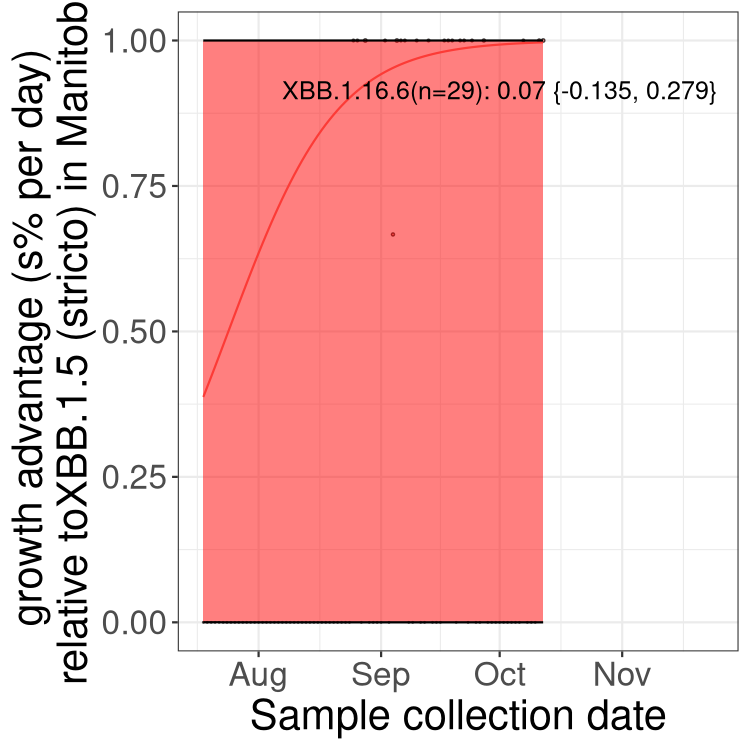 growth advantage (s% per day)
relative toXBB.1.5 (stricto) in Manitob
1.00
0.75
0.50
0.25
0.00
XBB.1.16.6(n=29): 0.07 {-0.135, 0.279}
Aug Sep Oct Nov
Sample collection date